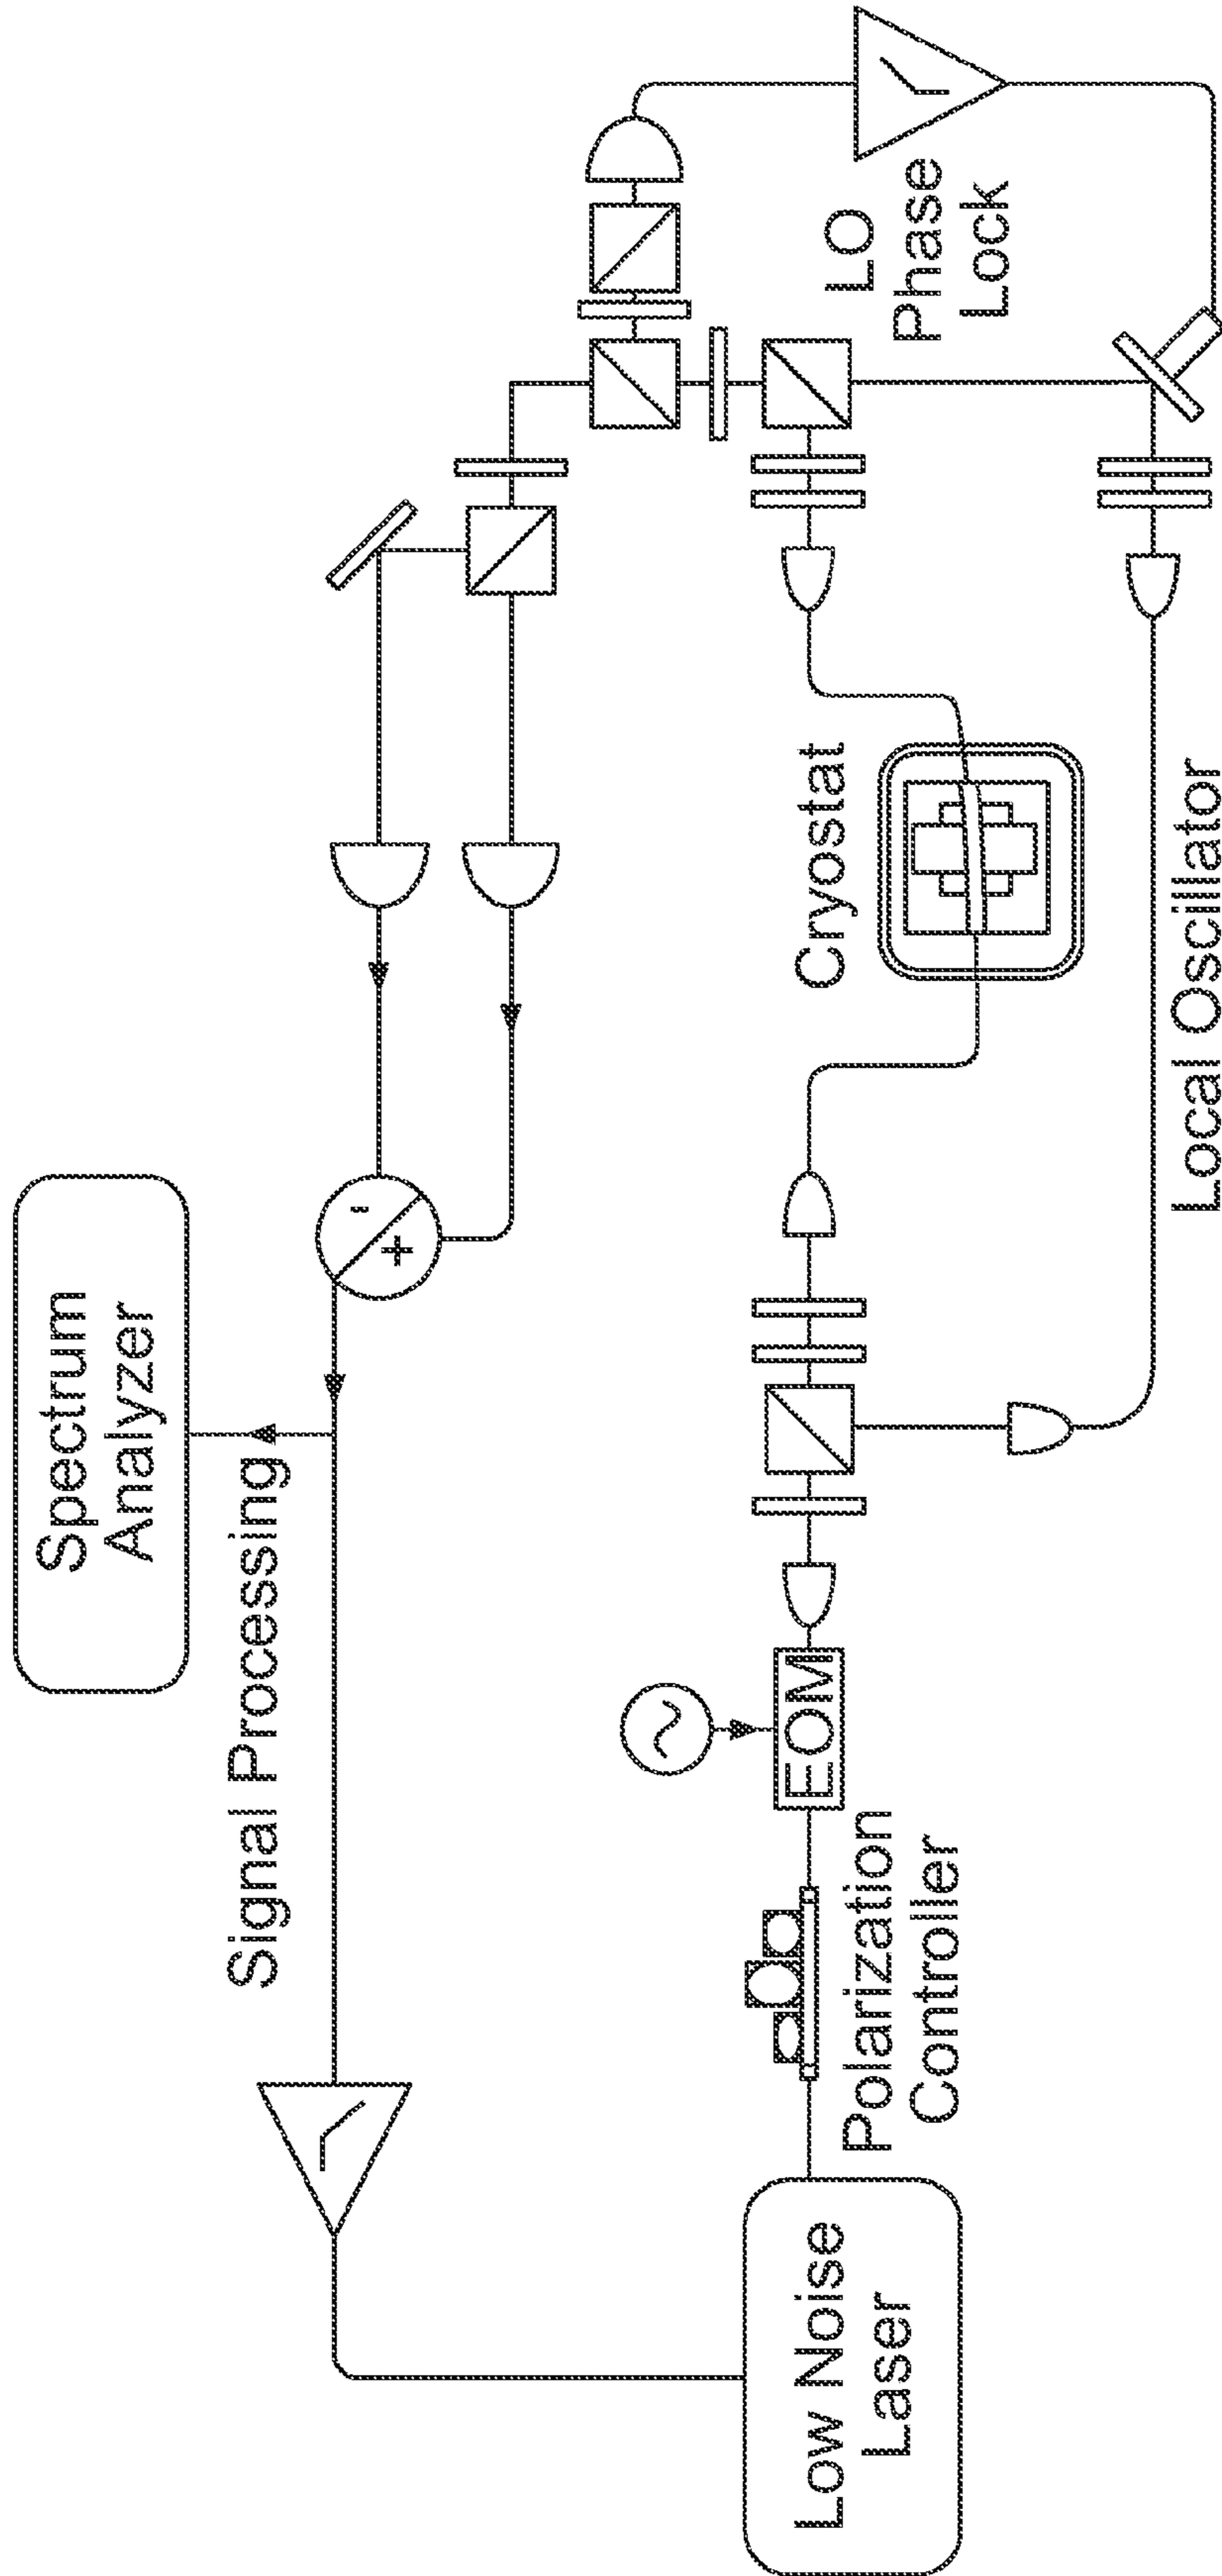 Spectrum
Analyzer
Signal Processing
-
+
LO
Phase
Lock
Cryostat
Local Oscillator
~
EOM
Polarization
Controller
Low Noise
Laser